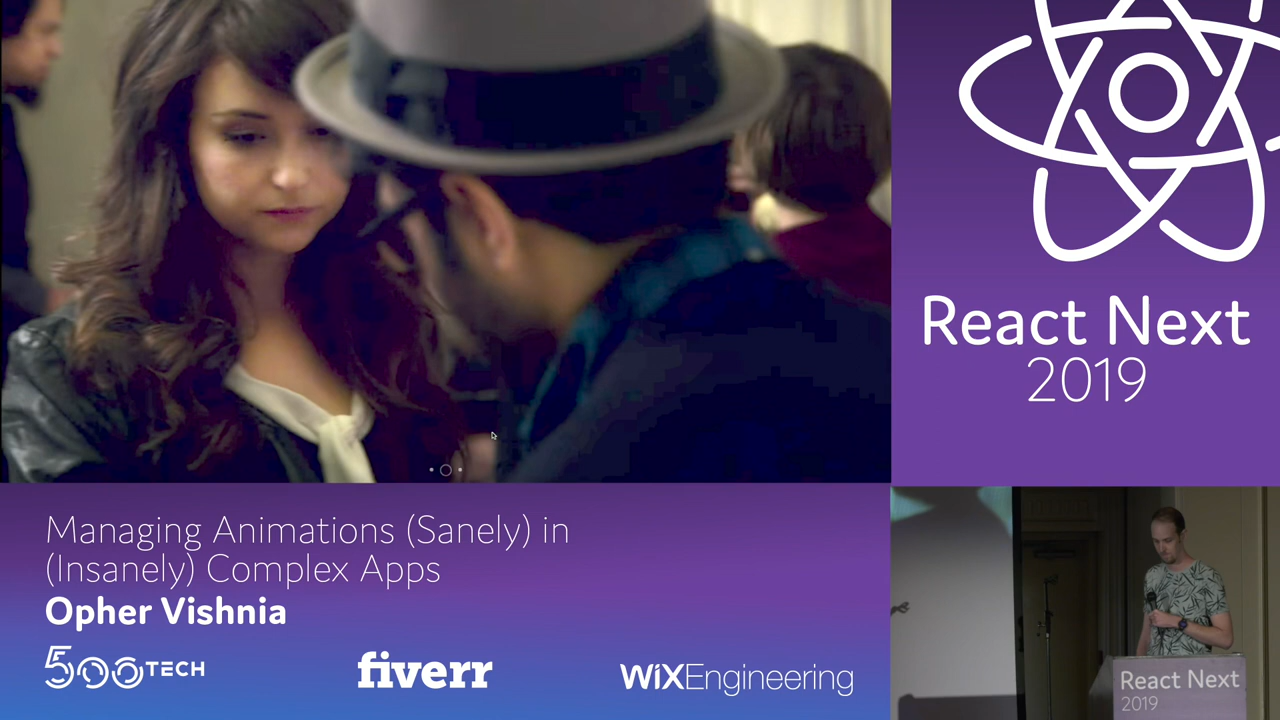 React Next
2019
Managing Animations (Sanely) in
(Insanely) Complex Apps
Opher Vishnia
500TECH
fiverr
WiXEngineering
React Next
2019